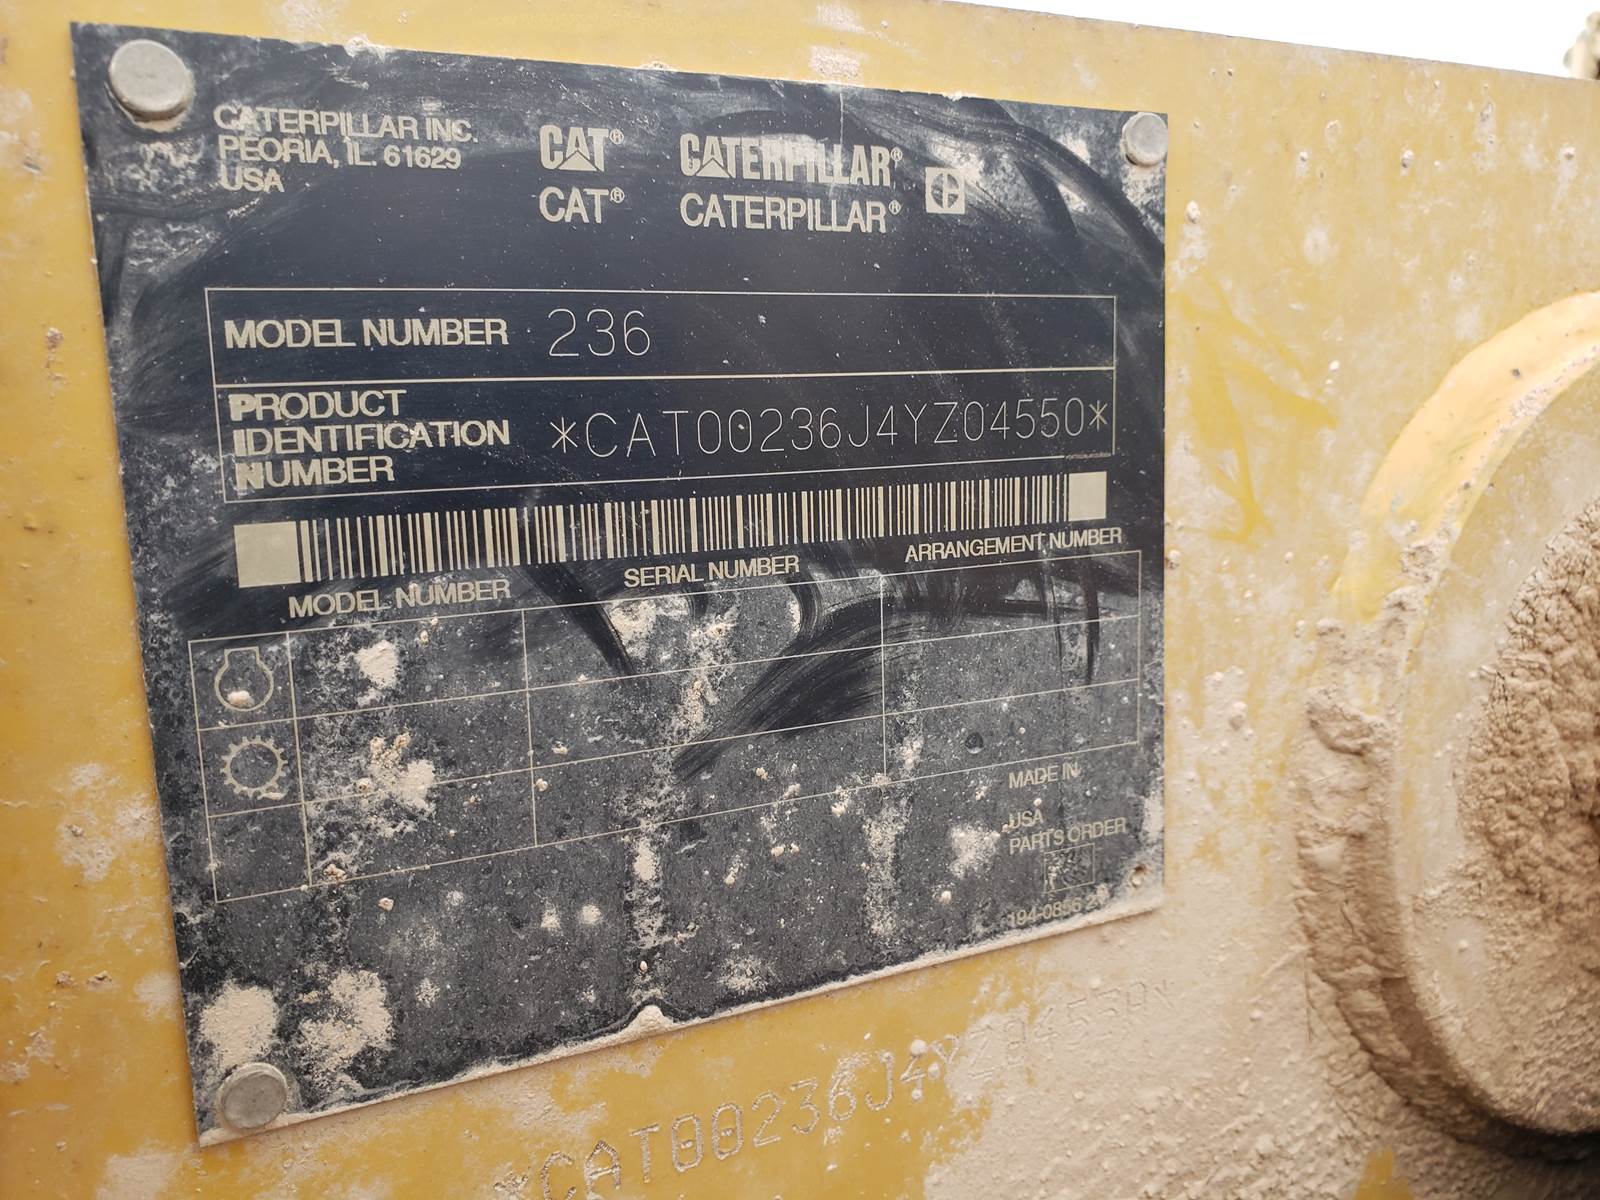 CATERPILLAR INC.
PEORIA, IL. 61629
USA
CAT® CATERPILLAR®
CAT® CATERPILLAR®
MODEL NUMBER 236
PRODUCT
IDENTIFICATION
NUMBER
*CAT00236J4YZ04550*
MODEL NUMBER SERIAL NUMBER ARRANGEMENT NUMBER
MADE IN
USA
PARTS ORDER
*CAT00236J4YZ04550*